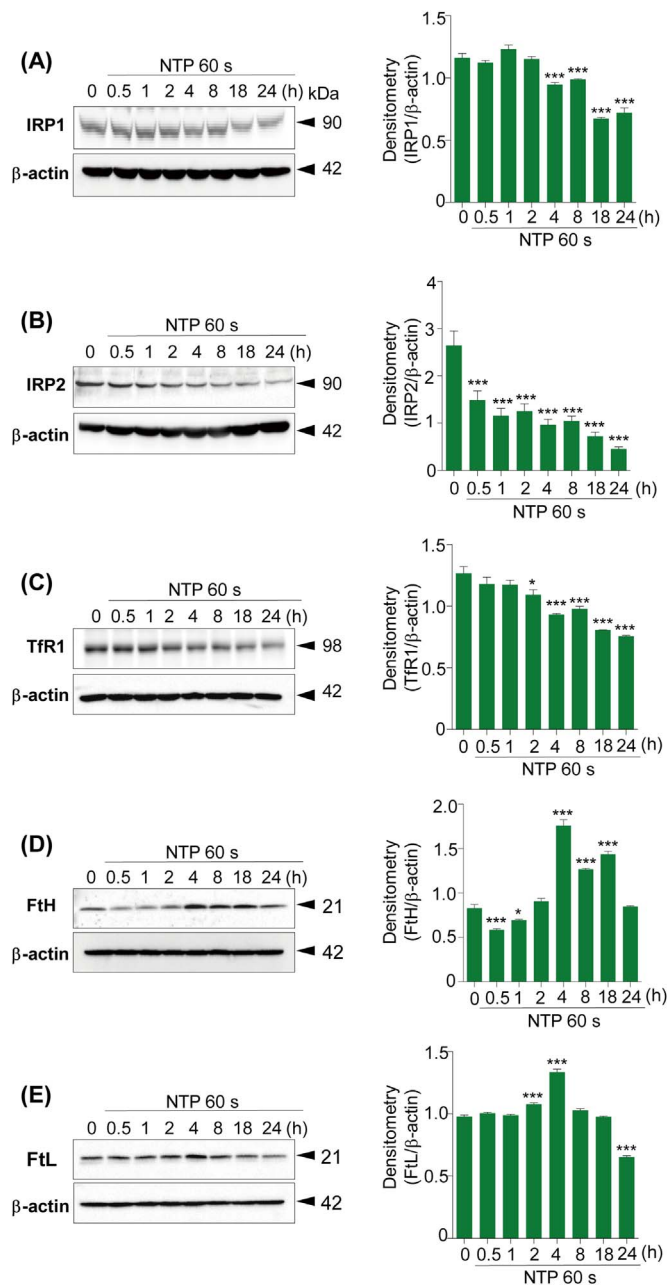 (A)
NTP 60 s
0 0.5 1 2 4 8 18 24 (h) kDa
IRP1 90
β-actin 42
Densitometry
(IRP1/β-actin)
1.5
1.0
0.5
0
*** *** *** ***
0 0.5 1 2 4 8 18 24 (h)
NTP 60 s
(B)
NTP 60 s
0 0.5 1 2 4 8 18 24 (h)
IRP2 90
β-actin 42
Densitometry
(IRP2/β-actin)
4
3
2
1
0
*** *** *** *** *** *** ***
0 0.5 1 2 4 8 18 24 (h)
NTP 60 s
(C)
NTP 60 s
0 0.5 1 2 4 8 18 24 (h)
TfR1 98
β-actin 42
Densitometry
(TfR1/β-actin)
1.5
1.0
0.5
0
* *** *** *** ***
0 0.5 1 2 4 8 18 24 (h)
NTP 60 s
(D)
NTP 60 s
0 0.5 1 2 4 8 18 24 (h)
FtH 21
β-actin 42
Densitometry
(FtH/β-actin)
2.0
1.5
1.0
0.5
0.0
*** * *** *** ***
0 0.5 1 2 4 8 18 24 (h)
NTP 60 s
(E)
NTP 60 s
0 0.5 1 2 4 8 18 24 (h)
FtL 21
β-actin 42
Densitometry
(FtL/β-actin)
1.5
1.0
0.5
0
*** *** ***
0 0.5 1 2 4 8 18 24 (h)
NTP 60 s